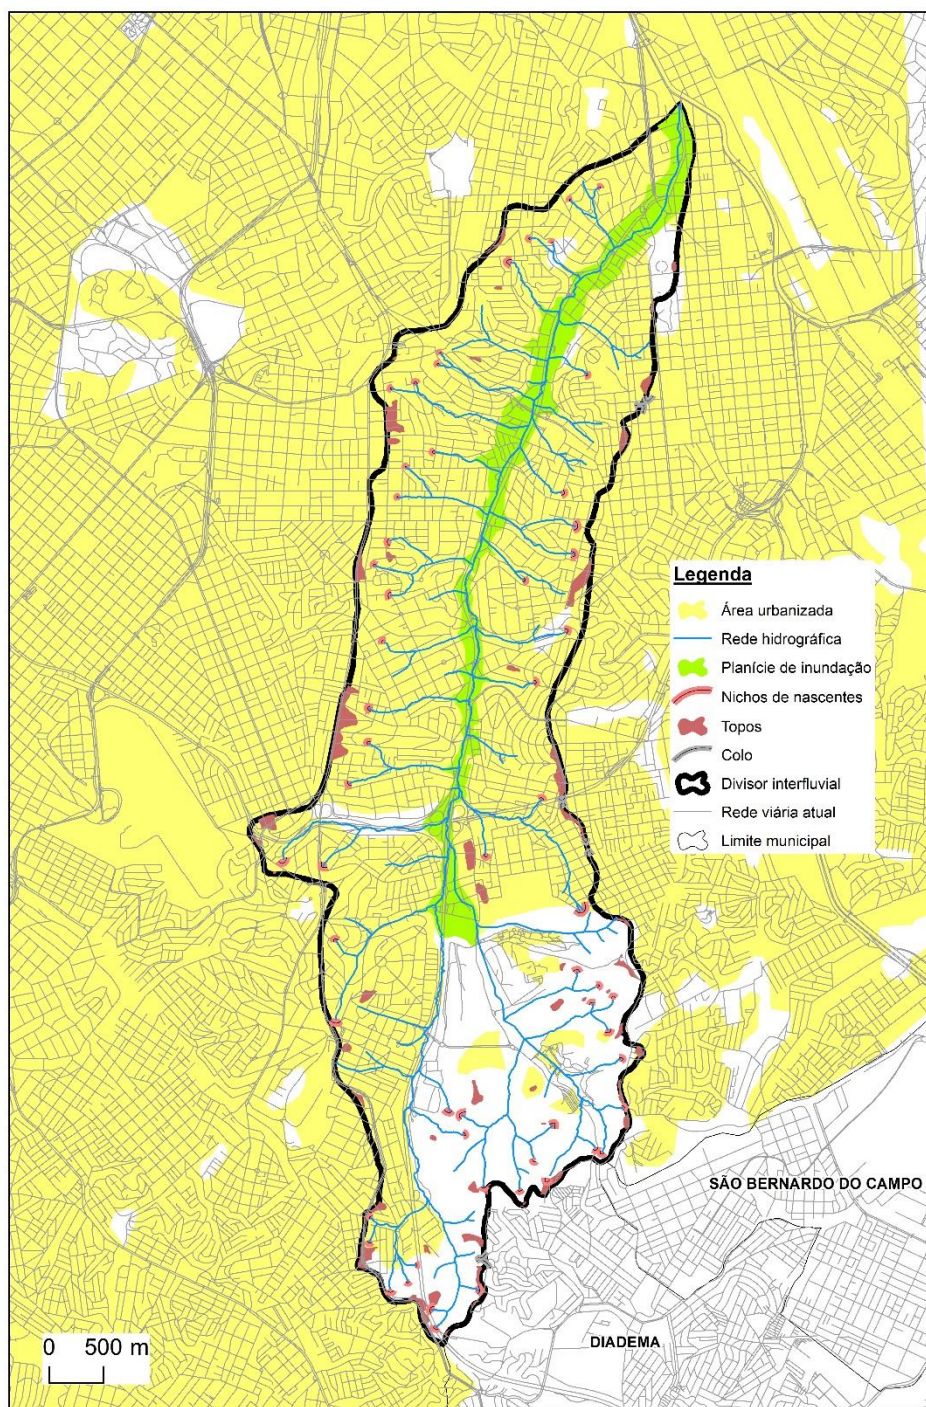 Legenda
Área urbanizada
Rede hidrográfica
Planície de inundação
Nichos de nascentes
Topos
Colo
Divisor interfluvial
Rede viária atual
Limite municipal
SÃO BERNARDO DO CAMPO
DIADEMA
0 500 m